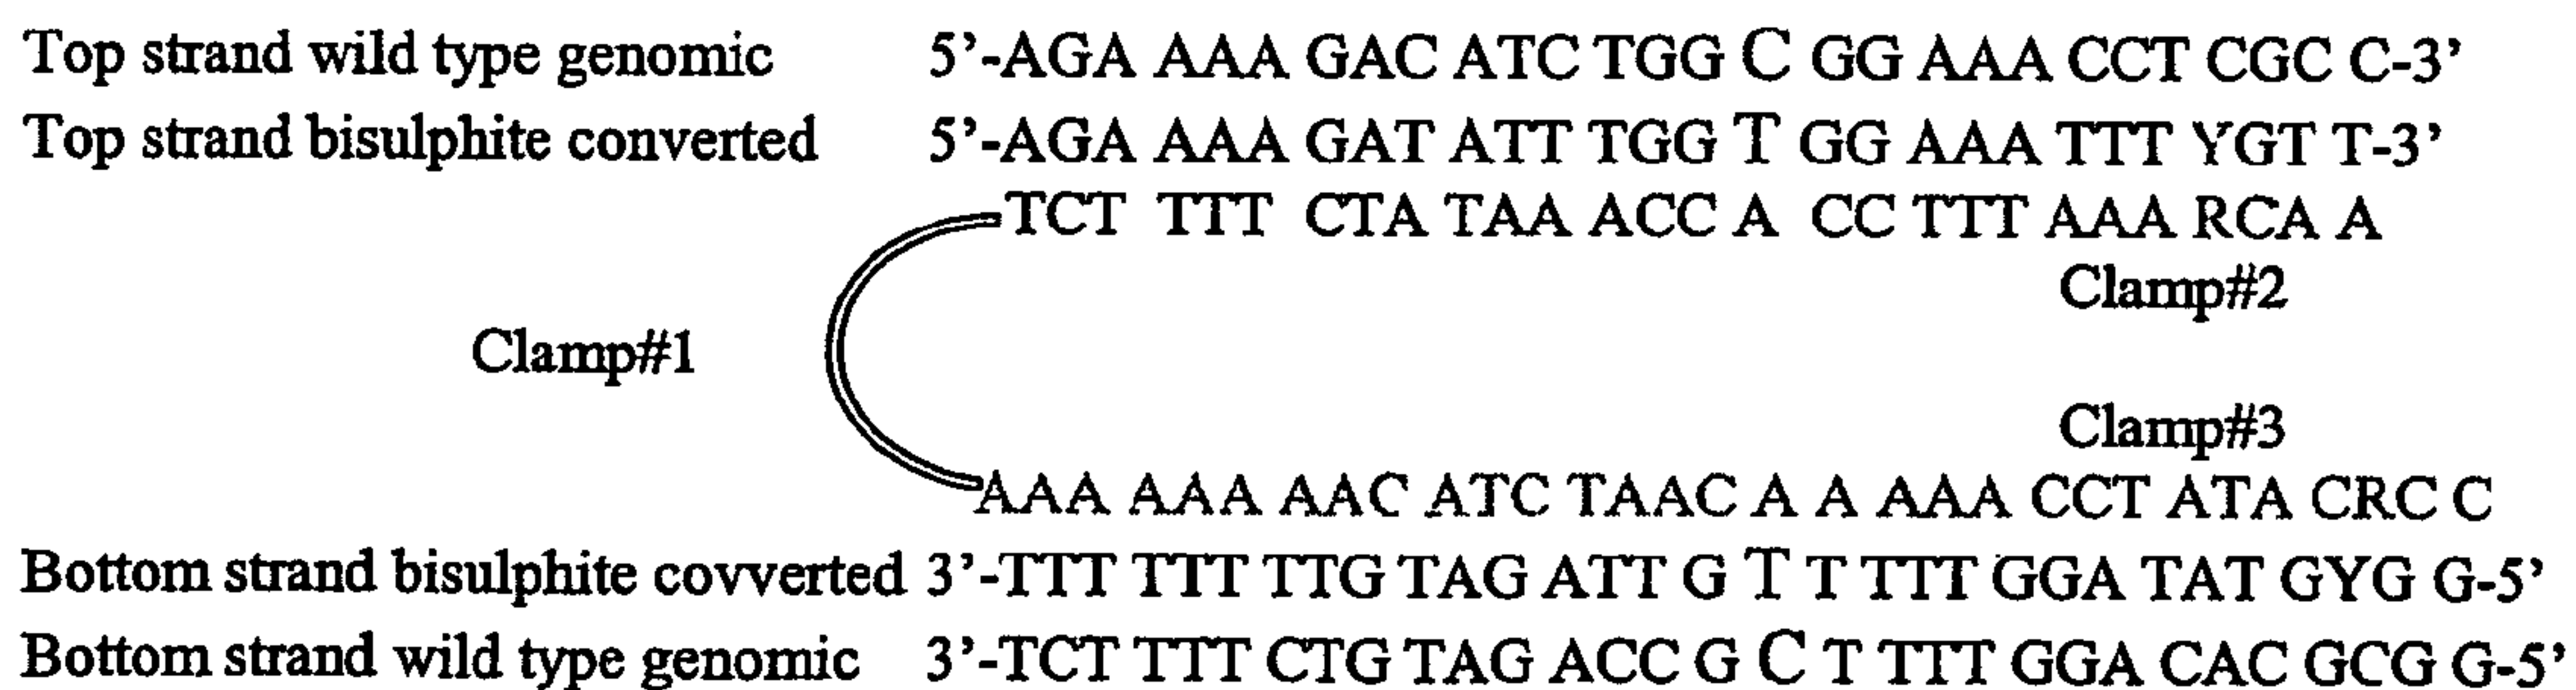 Top strand wild type genomic 5’-AGA AAA GAC ATC TGG C GG AAA CCT CGC C-3’
Top strand bisulphite converted 5’-AGA AAA GAT ATT TGG T GG AAA TTT YGT T-3’
TCT TTT CTA TAA ACC A CC TTT AAA RCA A
Clamp#2
Clamp#1
Clamp#3
AAA AAA AAC ATC TAAC A A AAA CCT ATA CRC C
Bottom strand bisulphite covverted 3’-TTT TTT TTG TAG ATT G T T TTT GGA TAT GYG G-5’
Bottom strand wild type genomic 3’-TCT TTT CTG TAG ACC G C T TTT GGA CAC GCG G-5’